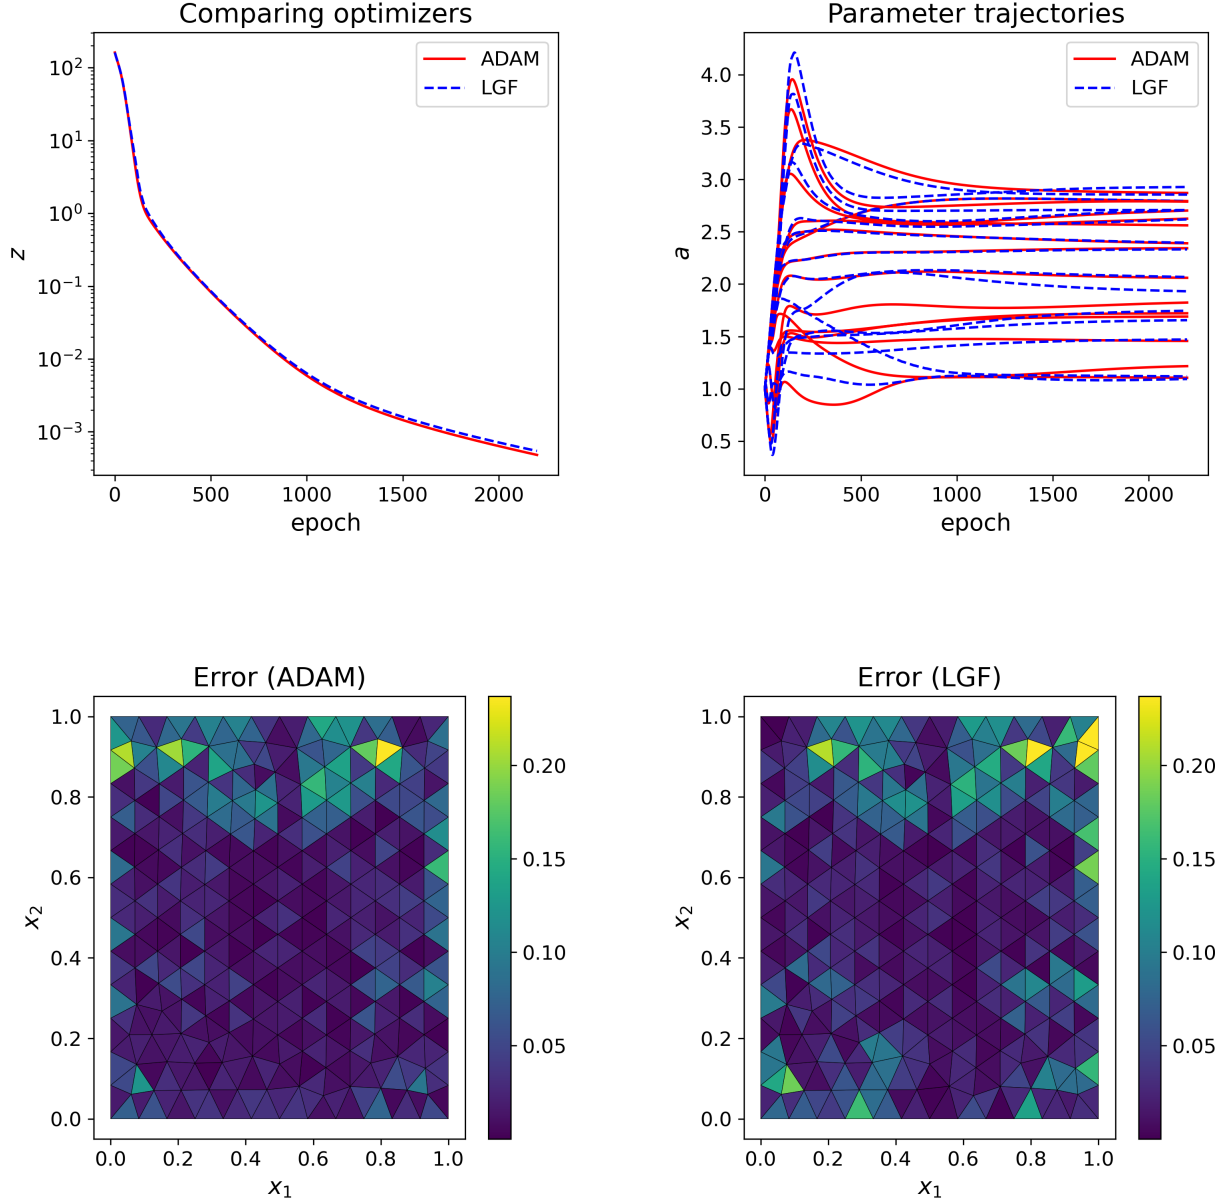 Comparing optimizers
10²
10¹
10⁰
10⁻¹
10⁻²
10⁻³
z
ADAM
LGF
0 500 1000 1500 2000
epoch
Parameter trajectories
4.0
3.5
3.0
2.5
2.0
1.5
1.0
0.5
a
ADAM
LGF
0 500 1000 1500 2000
epoch
Error (ADAM)
1.0
0.8
0.6
0.4
0.2
0.0
x₂
0.0 0.2 0.4 0.6 0.8 1.0
x₁
0.20
0.15
0.10
0.05
Error (LGF)
1.0
0.8
0.6
0.4
0.2
0.0
x₂
0.0 0.2 0.4 0.6 0.8 1.0
x₁
0.20
0.15
0.10
0.05